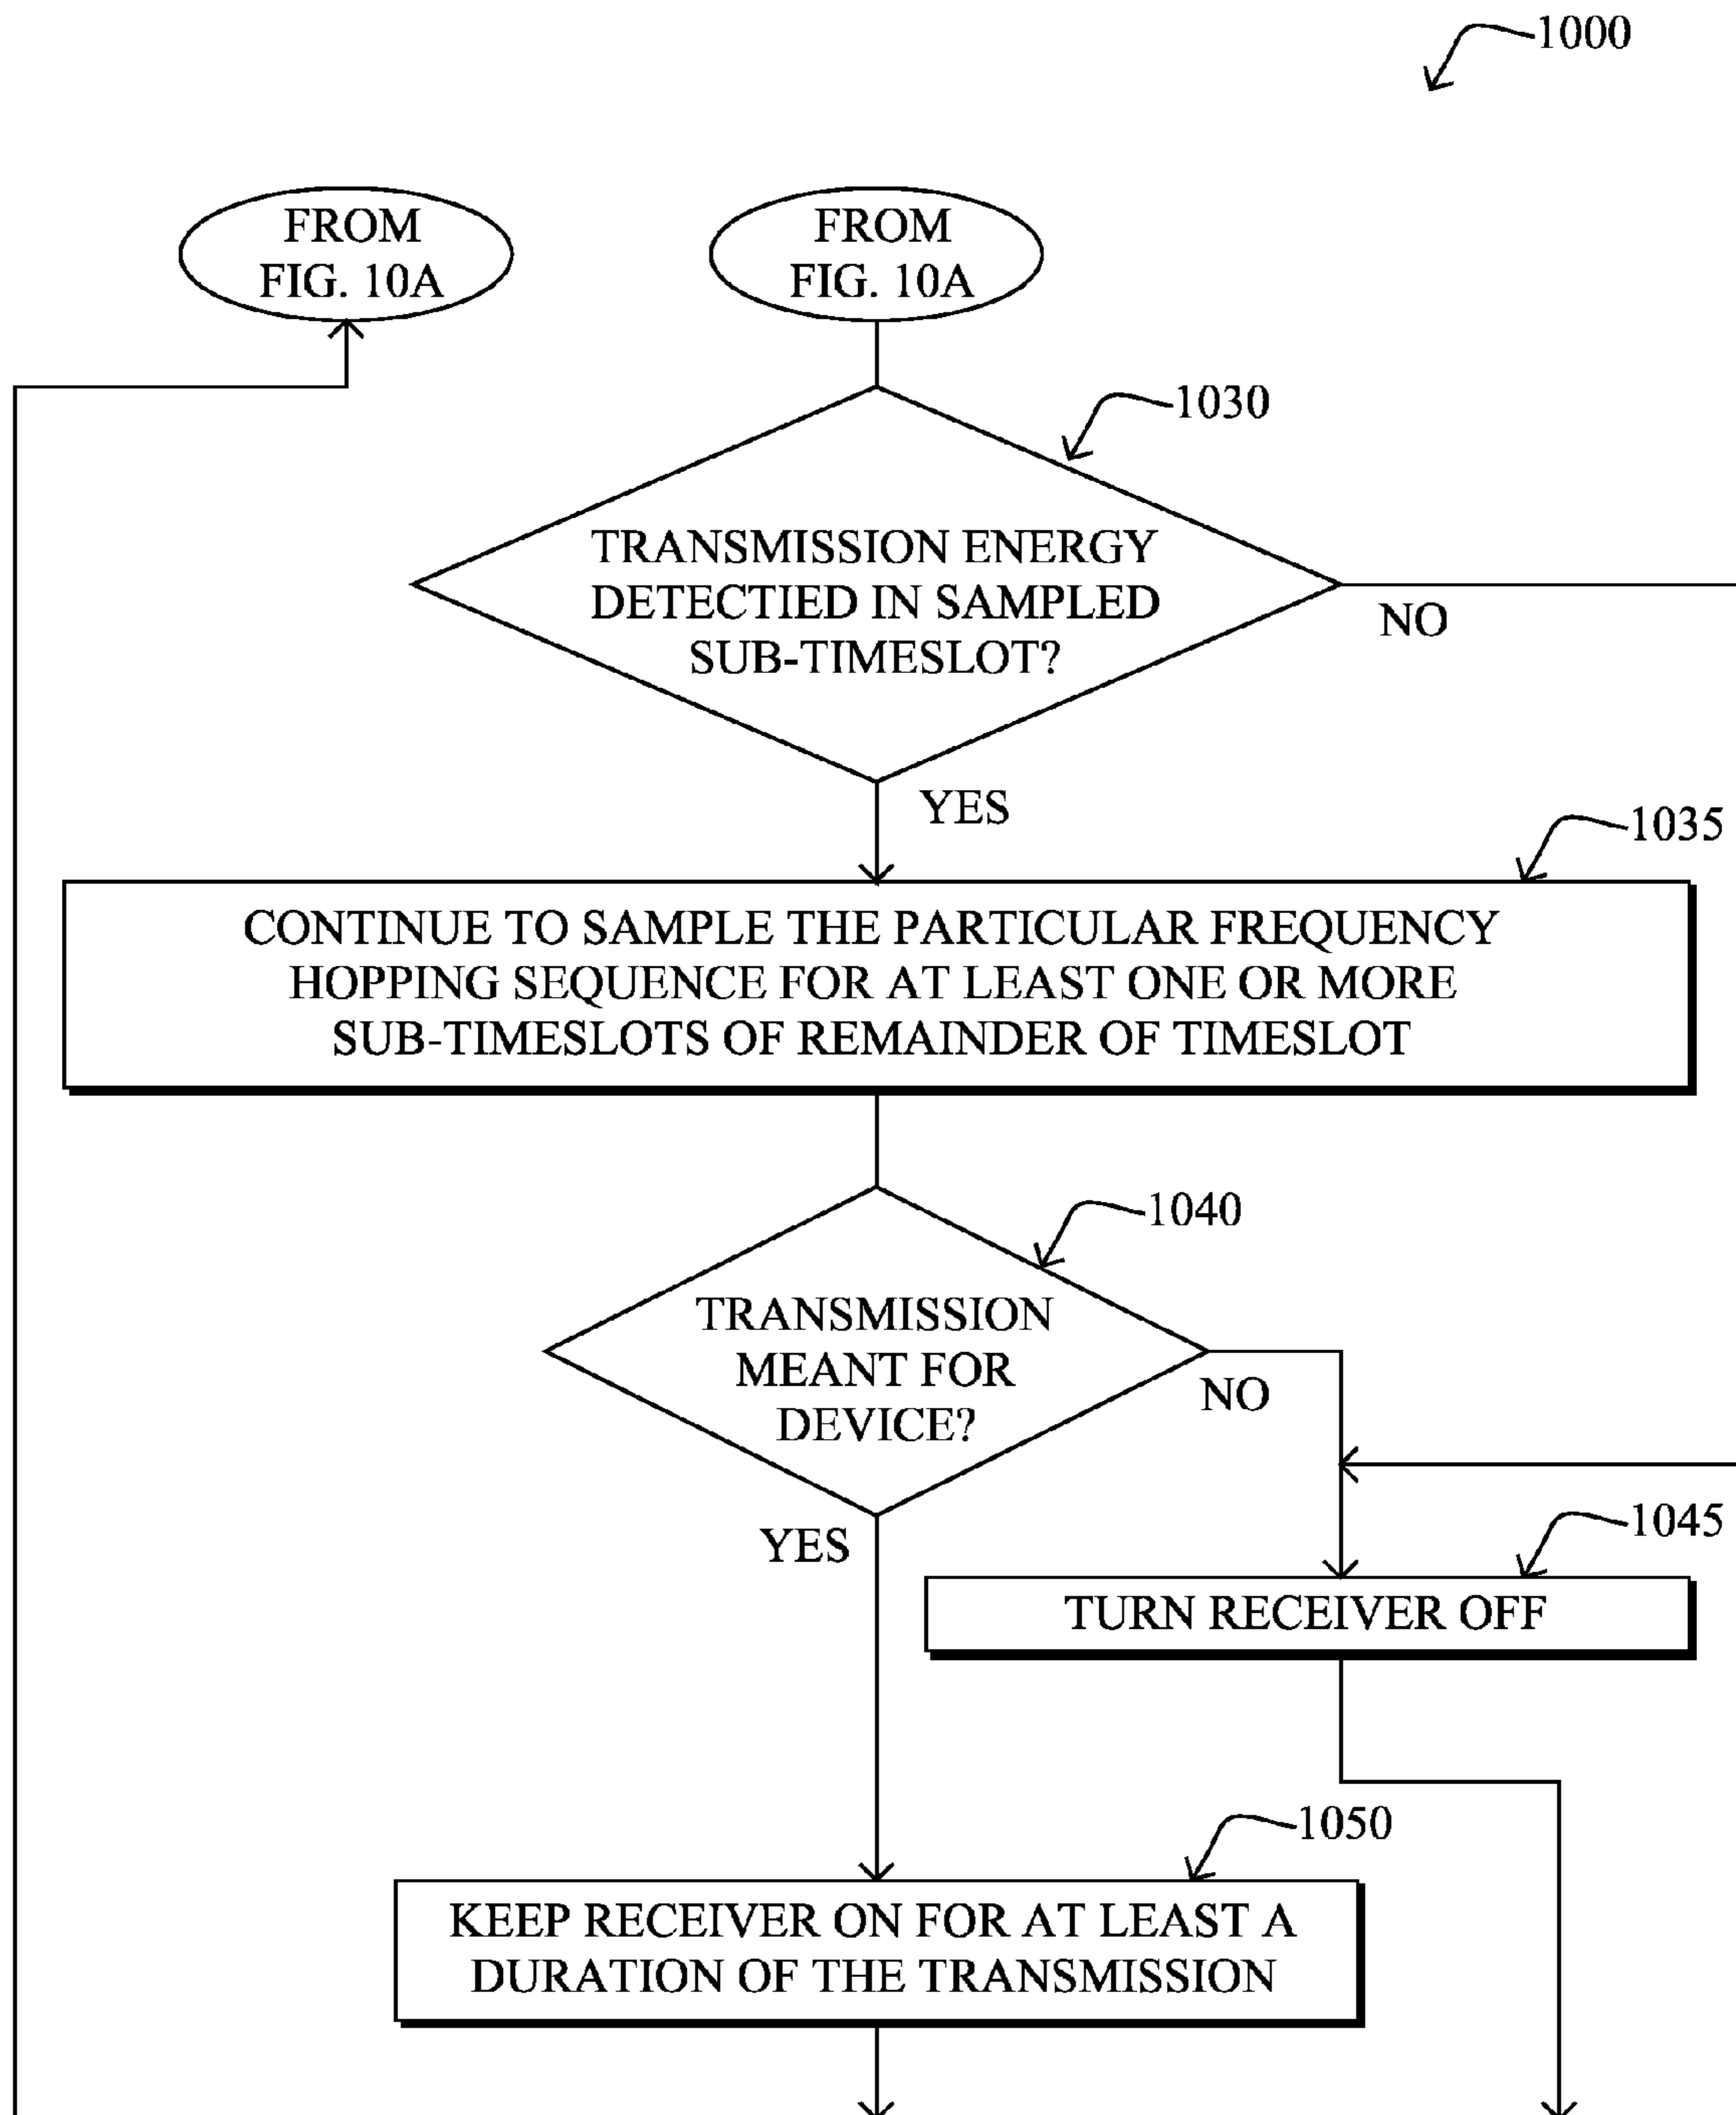 1000
FROM
FIG. 10A
FROM
FIG. 10A
1030
TRANSMISSION ENERGY
DETECTIED IN SAMPLED
SUB-TIMESLOT?
NO
YES
1035
CONTINUE TO SAMPLE THE PARTICULAR FREQUENCY
HOPPING SEQUENCE FOR AT LEAST ONE OR MORE
SUB-TIMESLOTS OF REMAINDER OF TIMESLOT
1040
TRANSMISSION
MEANT FOR
DEVICE?
NO
YES
1045
TURN RECEIVER OFF
1050
KEEP RECEIVER ON FOR AT LEAST A
DURATION OF THE TRANSMISSION